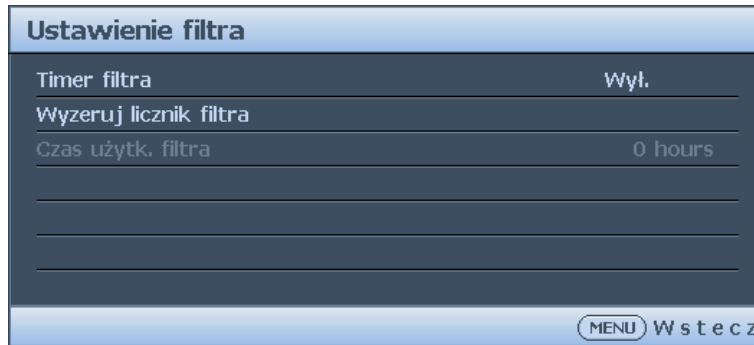 Ustawienie filtra
Timer filtra Wył.
Wyzeruj licznik filtra
Czas użytk. filtra 0 hours
MENU Wstecz